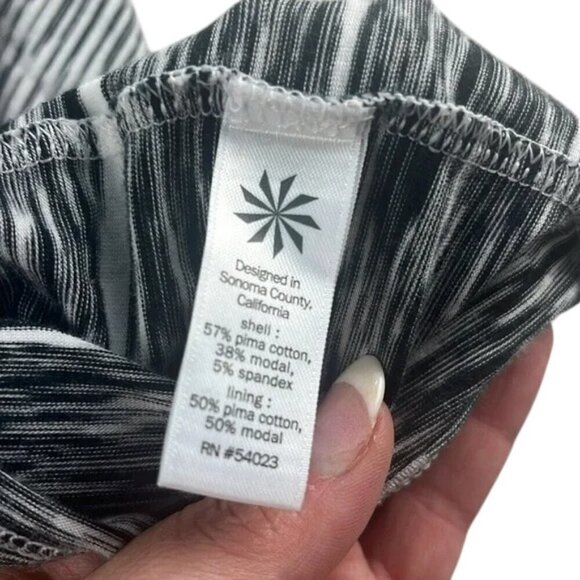 Designed in
Sonoma County,
California
shell :
57% pima cotton,
38% modal,
5% spandex
lining :
50% pima cotton,
50% modal
RN #54023